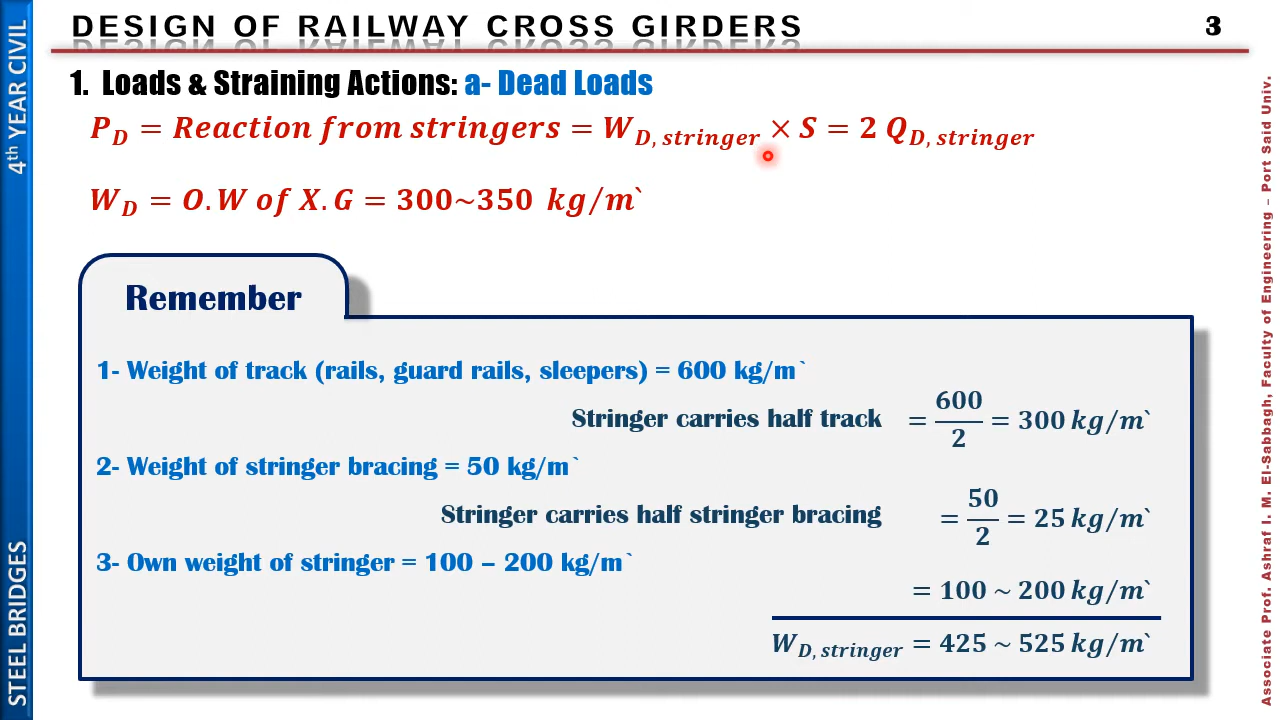 DESIGN OF RAILWAY CROSS GIRDERS
3
4th YEAR CIVIL
STEEL BRIDGES
Associate Prof. Ashraf I. M. El-Sabbagh, Faculty of Engineering – Port Said Univ.
1. Loads & Straining Actions: a- Dead Loads
P_D = Reaction from stringers = W_{D, stringer} × S = 2 Q_{D, stringer}
W_D = O.W of X.G = 300~350 kg/m`
Remember
1- Weight of track (rails, guard rails, sleepers) = 600 kg/m`
Stringer carries half track = 600/2 = 300 kg/m`
2- Weight of stringer bracing = 50 kg/m`
Stringer carries half stringer bracing = 50/2 = 25 kg/m`
3- Own weight of stringer = 100 – 200 kg/m`
= 100 ~ 200 kg/m`
W_{D, stringer} = 425 ~ 525 kg/m`